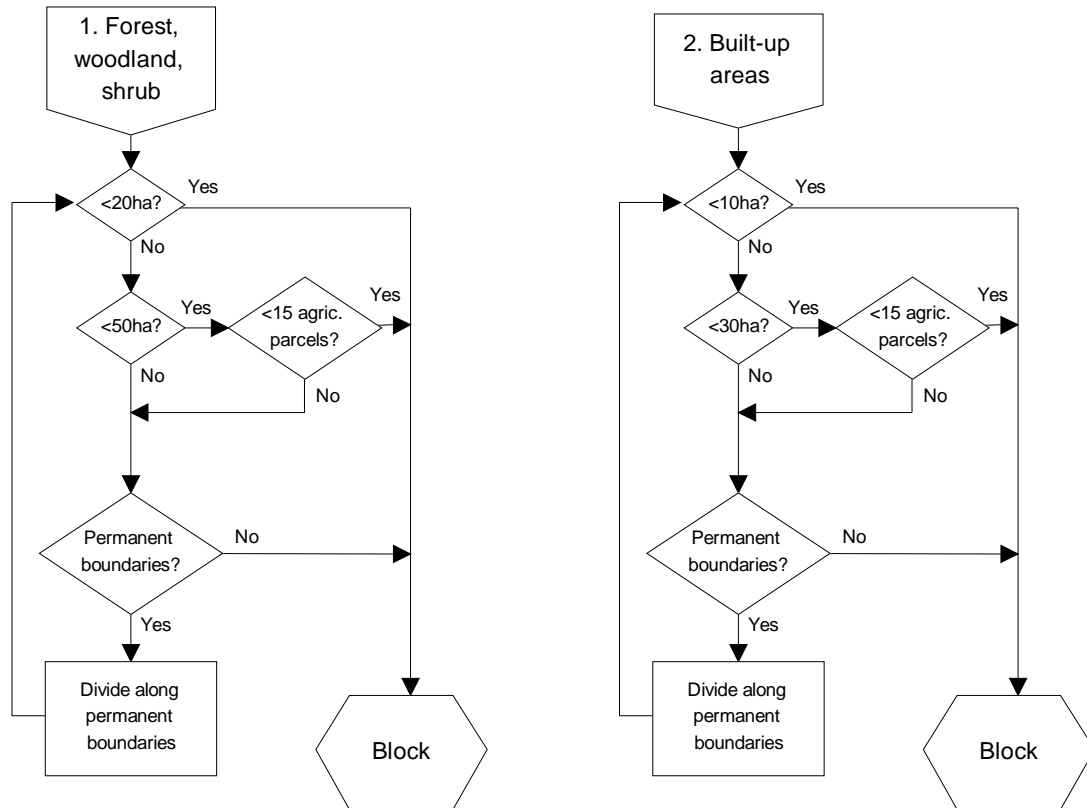 1. Forest,
woodland,
shrub
<20ha?
Yes
No
<50ha?
Yes
<15 agric.
parcels?
Yes
No
No
Permanent
boundaries?
No
Yes
Divide along
permanent
boundaries
Block
2. Built-up
areas
<10ha?
Yes
No
<30ha?
Yes
<15 agric.
parcels?
Yes
No
No
Permanent
boundaries?
No
Yes
Divide along
permanent
boundaries
Block